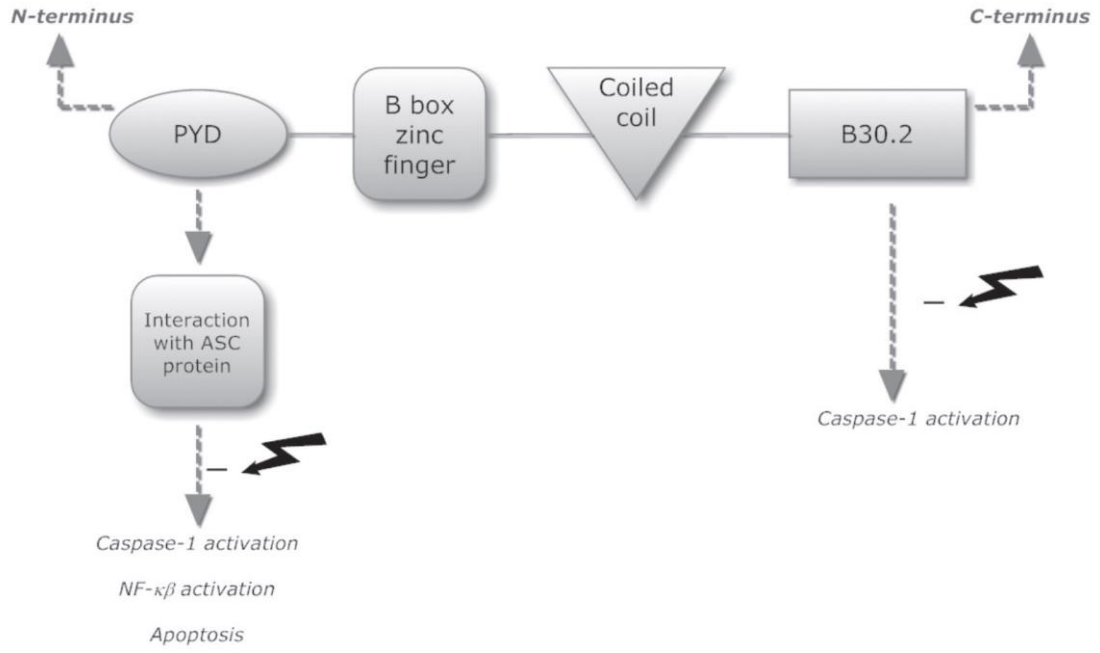 N-terminus
C-terminus
PYD
B box
zinc
finger
Coiled
coil
B30.2
Interaction
with ASC
protein
–
Caspase-1 activation
–
Caspase-1 activation
NF-κβ activation
Apoptosis